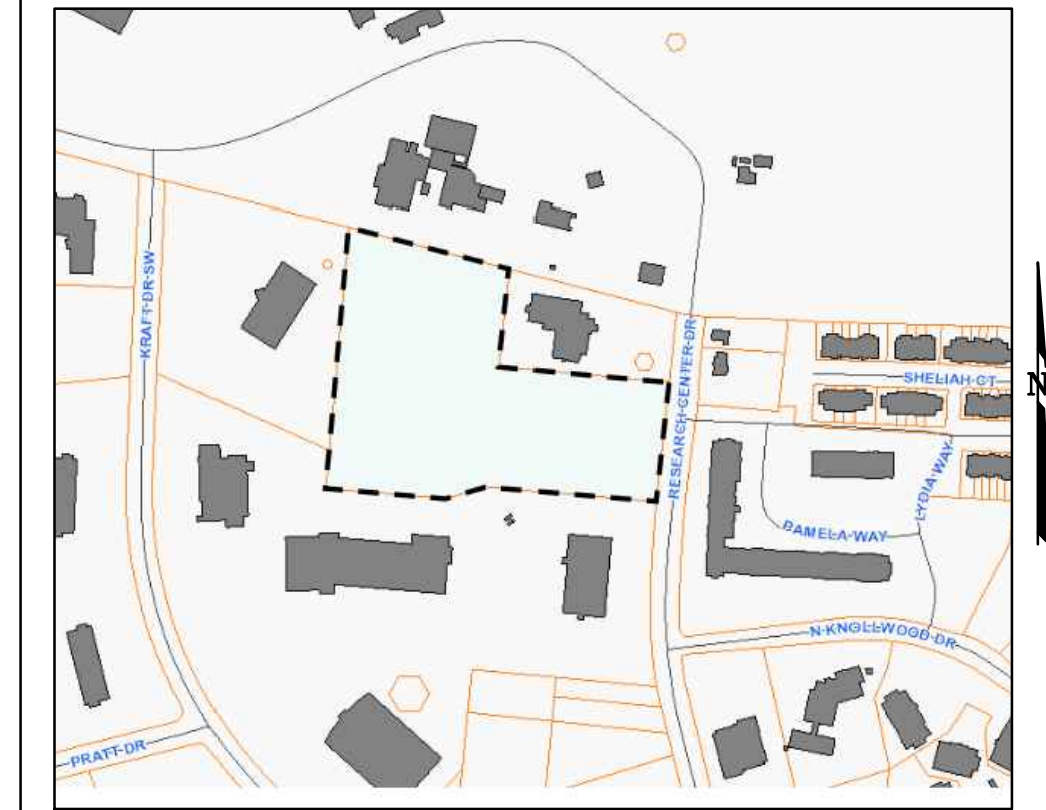 KRAFT DR SW
RESEARCH CENTER DR
SHELIAH CT
N
LYDIA WAY
PAMELA WAY
N KNOLLWOOD DR
PRATT DR